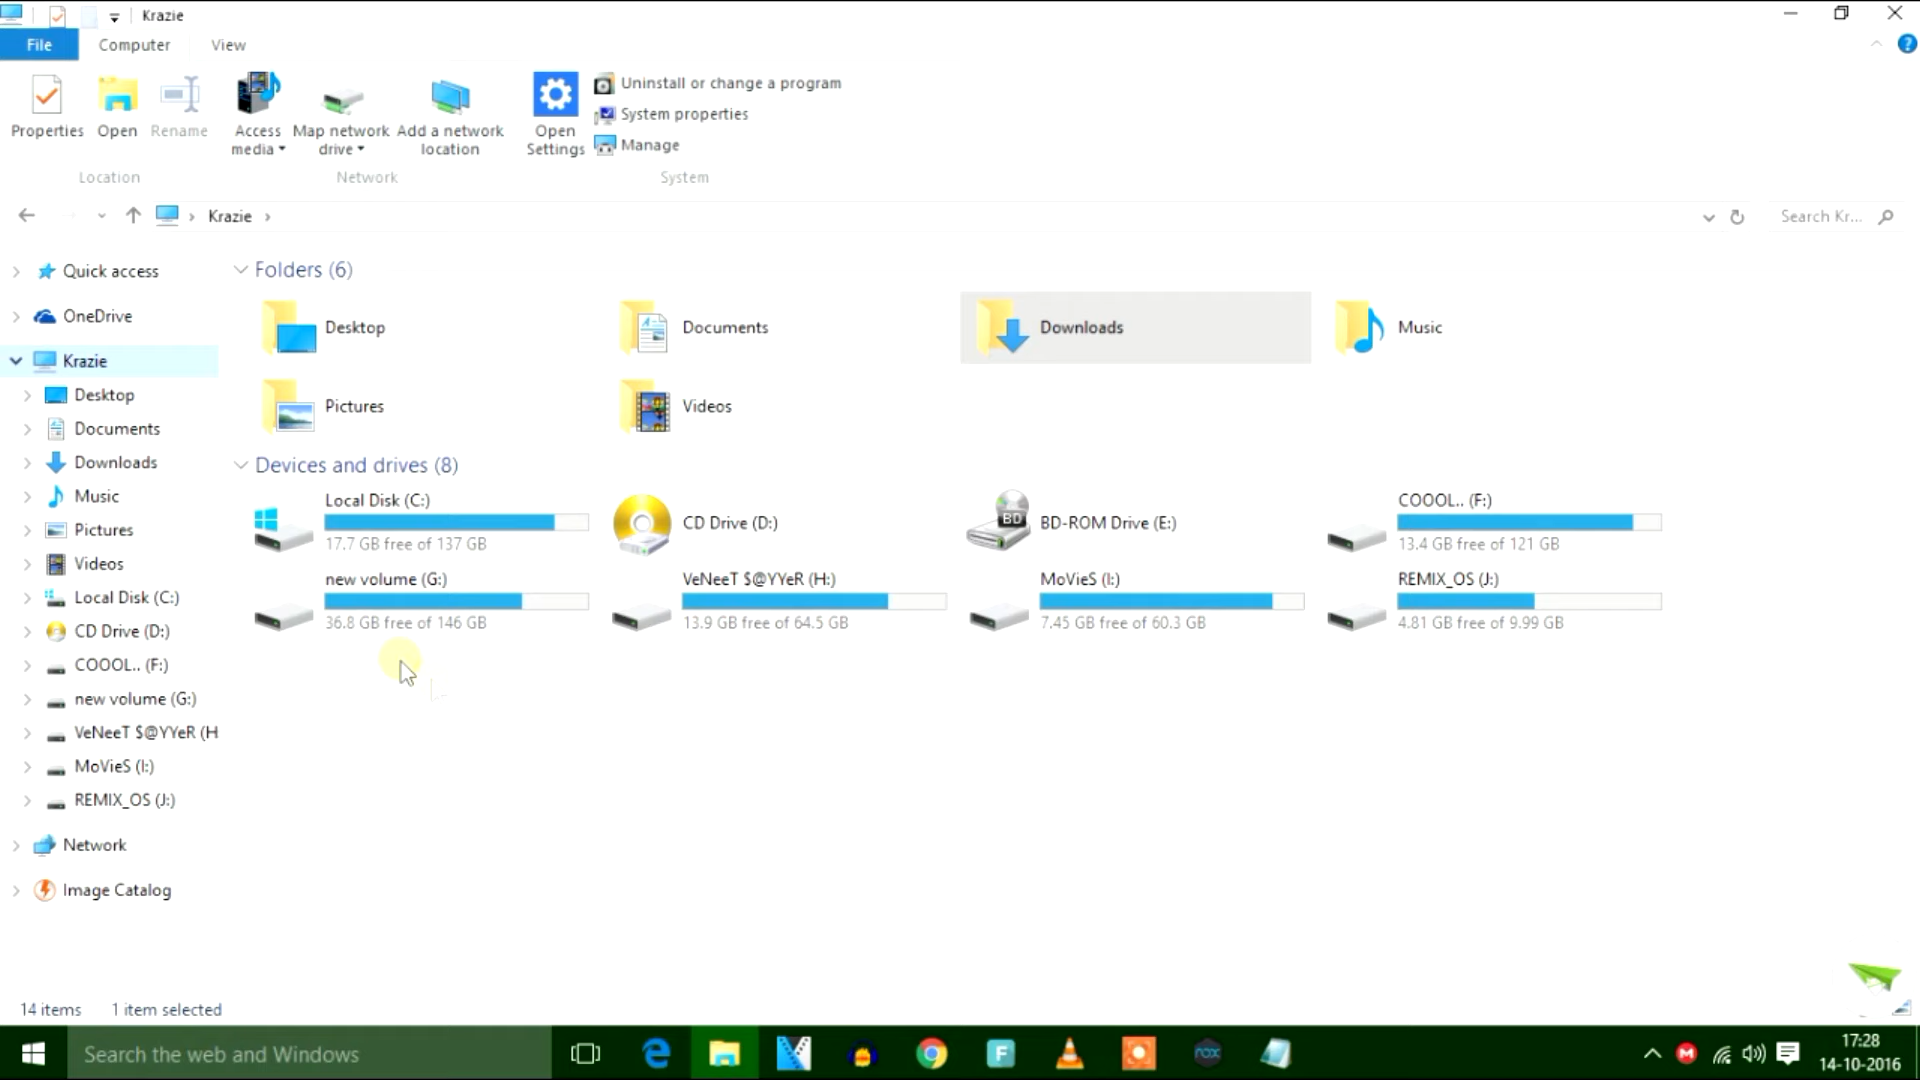 Krazie
File Computer View
Properties Open Rename Access media Map network drive Add a network location Open Settings Uninstall or change a program
System properties
Manage
Location Network System
Krazie Search Kr...
Quick access
OneDrive
Krazie
Desktop
Documents
Downloads
Music
Pictures
Videos
Local Disk (C:)
CD Drive (D:)
COOOL.. (F:)
new volume (G:)
VeNeeT $@YYeR (H
MoVieS (I:)
REMIX_OS (J:)
Network
Image Catalog
Folders (6)
Desktop Documents Downloads Music
Pictures Videos
Devices and drives (8)
Local Disk (C:)
17.7 GB free of 137 GB
CD Drive (D:)
BD
BD-ROM Drive (E:)
COOOL.. (F:)
13.4 GB free of 121 GB
new volume (G:)
36.8 GB free of 146 GB
VeNeeT $@YYeR (H:)
13.9 GB free of 64.5 GB
MoVieS (I:)
7.45 GB free of 60.3 GB
REMIX_OS (J:)
4.81 GB free of 9.99 GB
14 items 1 item selected
Search the web and Windows
F
nox
M
17:28
14-10-2016